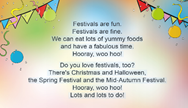 Festivals are fun.
Festivals are fine.
We can eat lots of yummy foods
and have a fabulous time.
Hooray, woo hoo!
Do you love festivals, too?
There's Christmas and Halloween,
the Spring Festival and the Mid-Autumn Festival.
Hooray, woo hoo!
Lots and lots to do!